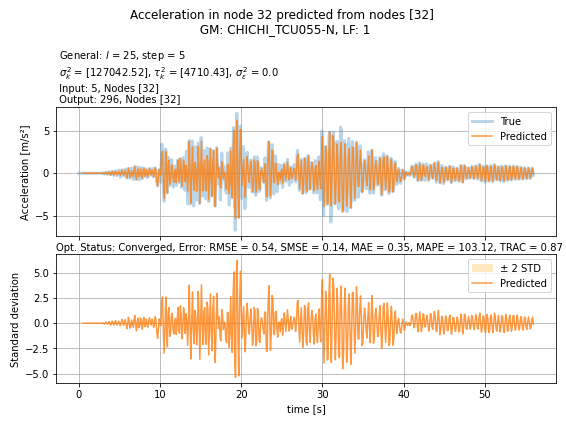 Acceleration in node 32 predicted from nodes [32]
GM: CHICHI_TCU055-N, LF: 1
General: l = 25, step = 5
σ²ₖ = [127042.52], τ²ₖ = [4710.43], σ²ε = 0.0
Input: 5, Nodes [32]
Output: 296, Nodes [32]
True
Predicted
5
0
−5
Acceleration [m/s²]
Opt. Status: Converged, Error: RMSE = 0.54, SMSE = 0.14, MAE = 0.35, MAPE = 103.12, TRAC = 0.87
± 2 STD
Predicted
5.0
2.5
0.0
−2.5
−5.0
Standard deviation
0 10 20 30 40 50
time [s]